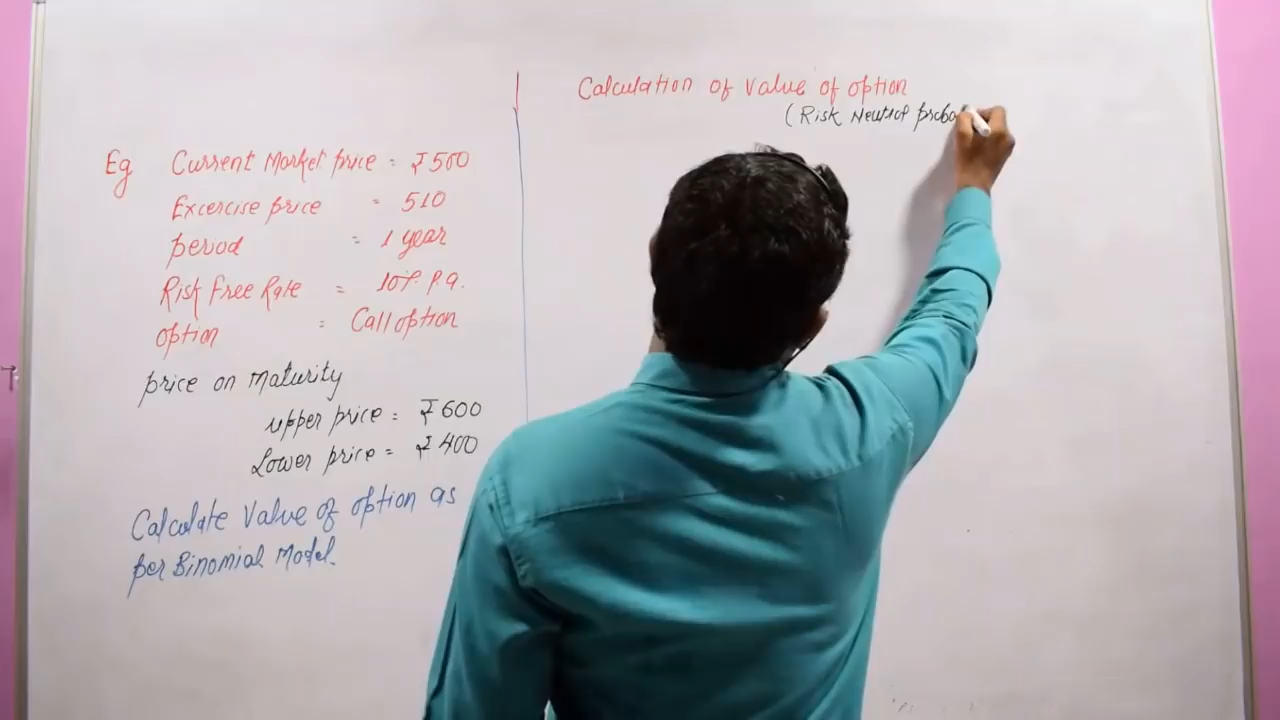 Eg Current Market price = ₹500
Excercise price = 510
period = 1 year
Risk Free Rate = 10% P.a.
option = Call option
price on maturity
upper price = ₹600
Lower price = ₹400
Calculate Value of option as
per Binomial Model.
Calculation of value of option
(Risk Neutral proba